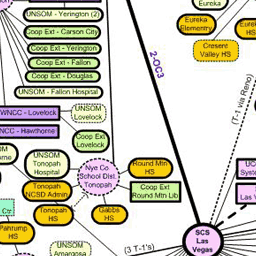 UNSOM - Yerington (2)
Coop Ext - Carson City
Coop Ext - Yerington
Coop Ext - Fallon
Coop Ext - Douglas
UNSOM - Fallon Hospital
WNCC - Lovelock
WNCC - Hawthorne
UNSOM
Lovelock
Coop Ext
Lovelock
UNSOM
Tonopah
Hospital
Nye Co
School Dist.
Tonopah
Tonopah
NCSD Admin
Tonopah
HS
Gabbs
HS
Round Mtn
HS
Coop Ext
Round Mtn Lib
Pahrump
HS
UNSOM
Amargosa
(3 T-1's)
2-OC3
Eureka
Eureka
Elementry
Eureka
HS
Cresent
Valley HS
(T-1 via Reno)
SCS
Las
Vegas